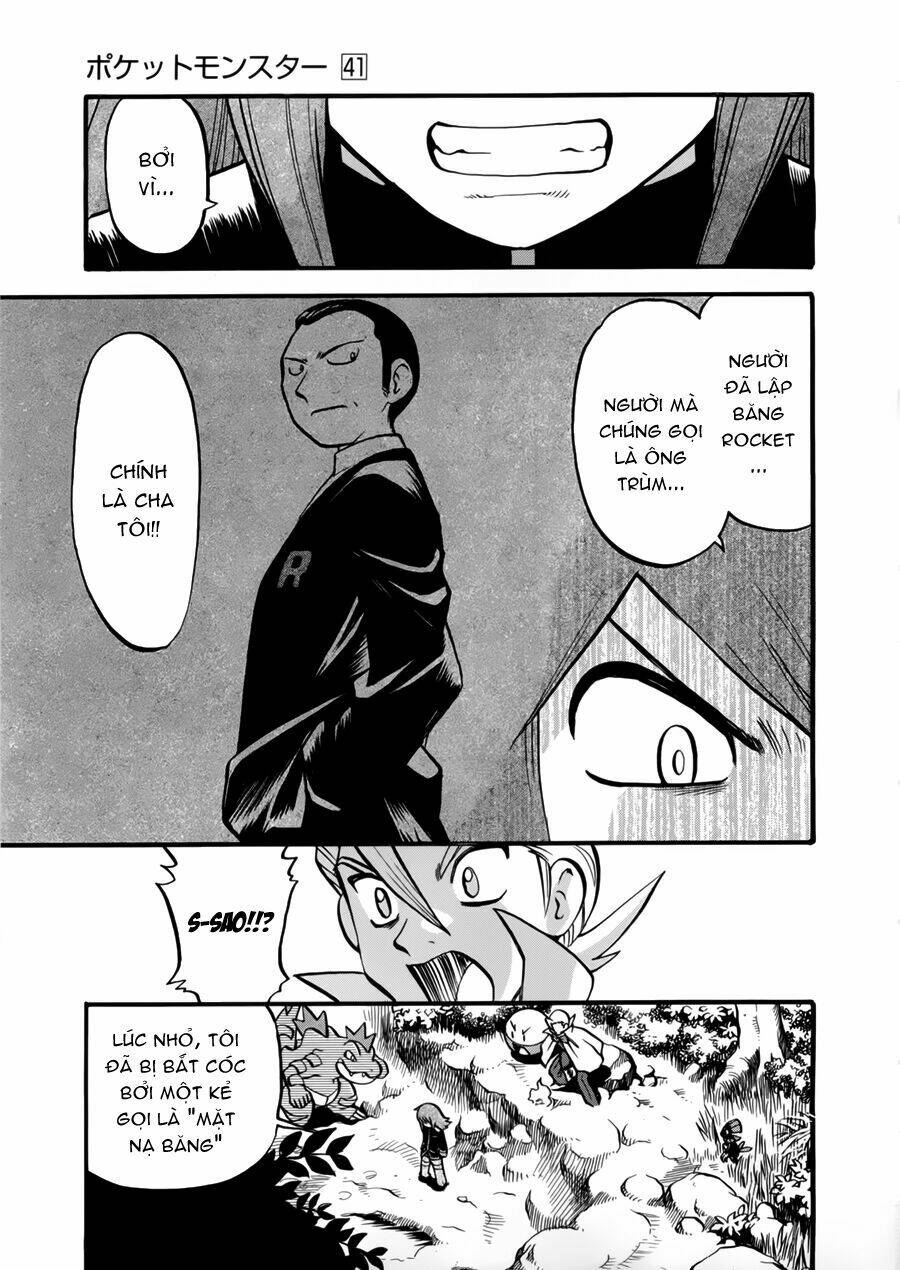 ポケットモンスター 41
BỞI
VÌ...
NGƯỜI
ĐÃ LẬP
BĂNG
ROCKET
...
NGƯỜI MÀ
CHÚNG GỌI
LÀ ÔNG
TRÙM...
CHÍNH
LÀ CHA
TÔI!!
R
S-SAO!!?
LÚC NHỎ, TÔI
ĐÃ BỊ BẮT CÓC
BỞI MỘT KẺ
GỌI LÀ "MẶT
NẠ BĂNG"